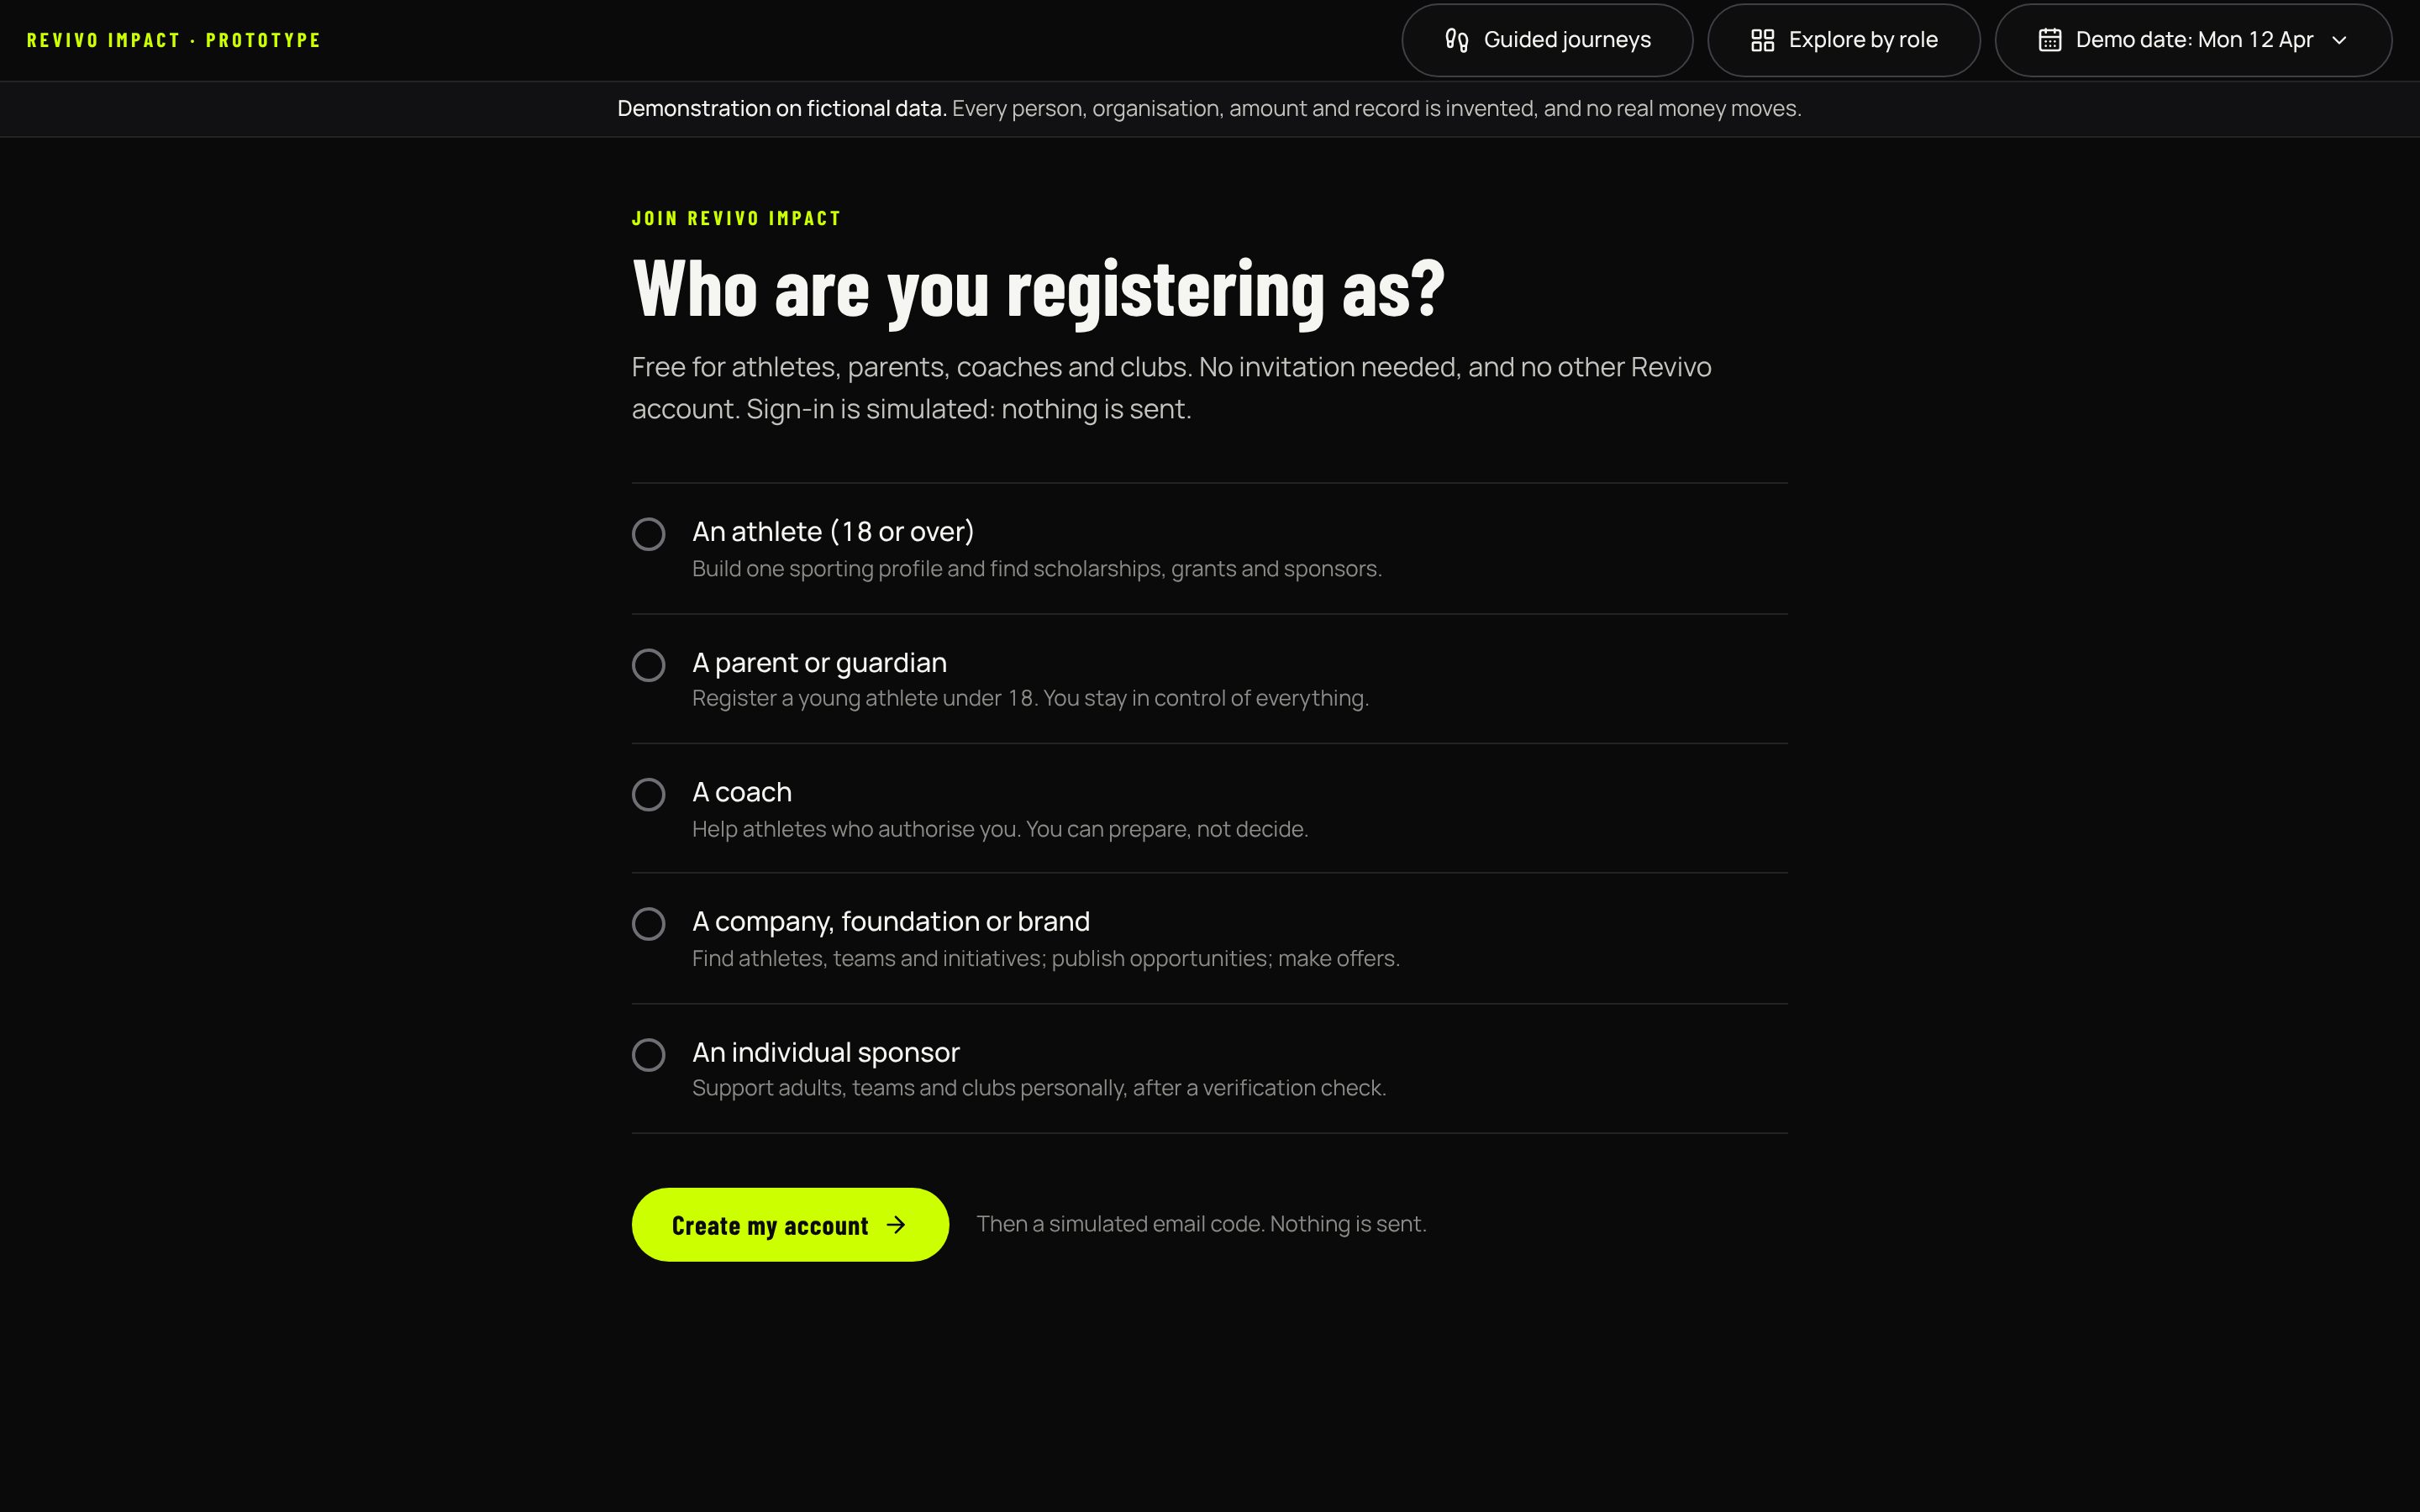 REVIVO IMPACT · PROTOTYPE
Guided journeys
Explore by role
Demo date: Mon 12 Apr
Demonstration on fictional data. Every person, organisation, amount and record is invented, and no real money moves.
JOIN REVIVO IMPACT
Who are you registering as?
Free for athletes, parents, coaches and clubs. No invitation needed, and no other Revivo
account. Sign-in is simulated: nothing is sent.
An athlete (18 or over)
Build one sporting profile and find scholarships, grants and sponsors.
A parent or guardian
Register a young athlete under 18. You stay in control of everything.
A coach
Help athletes who authorise you. You can prepare, not decide.
A company, foundation or brand
Find athletes, teams and initiatives; publish opportunities; make offers.
An individual sponsor
Support adults, teams and clubs personally, after a verification check.
Create my account
Then a simulated email code. Nothing is sent.